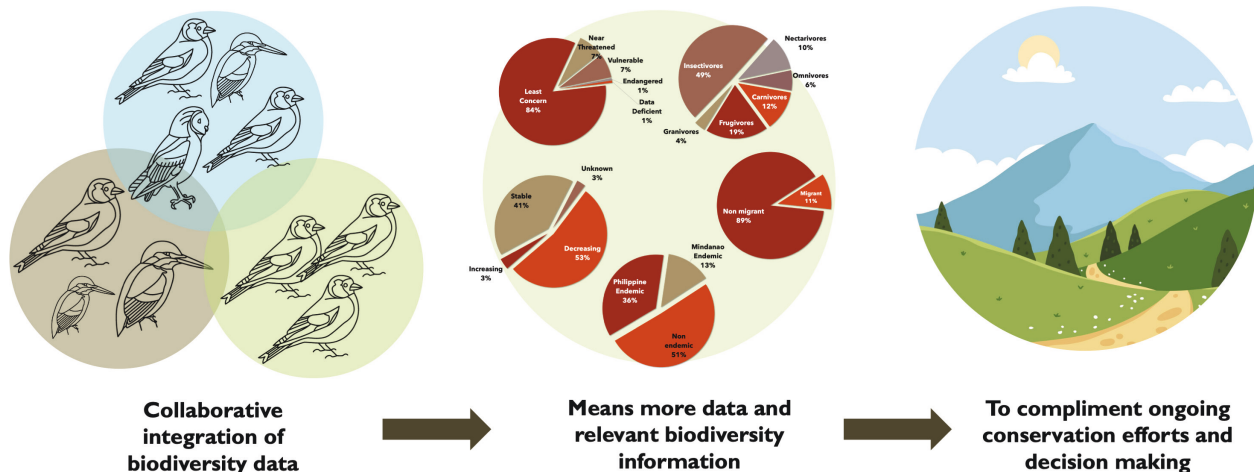 Near
Threatened
7%
Vulnerable
7%
Endangered
1%
Data
Deficient
1%
Least
Concern
84%
Insectivores
49%
Nectarivores
10%
Omnivores
6%
Carnivores
12%
Frugivores
19%
Granivores
4%
Unknown
3%
Stable
41%
Decreasing
53%
Increasing
3%
Non migrant
89%
Migrant
11%
Mindanao
Endemic
13%
Philippine
Endemic
36%
Non
endemic
51%
Collaborative
integration of
biodiversity data
Means more data and
relevant biodiversity
information
To compliment ongoing
conservation efforts and
decision making